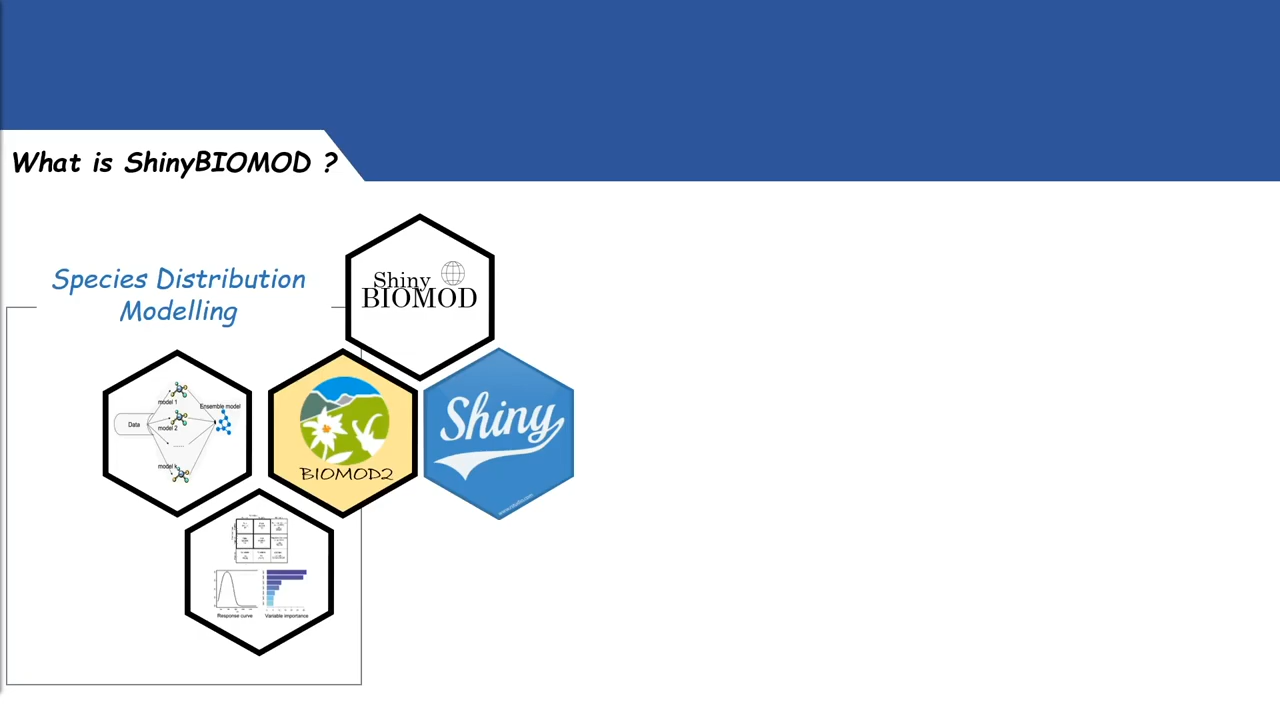 What is ShinyBIOMOD ?
Species Distribution
Modelling
Shiny
BIOMOD
model 1
Ensemble model
Data
model 2
......
model k
BIOMOD2
Shiny
Response curve
Variable importance